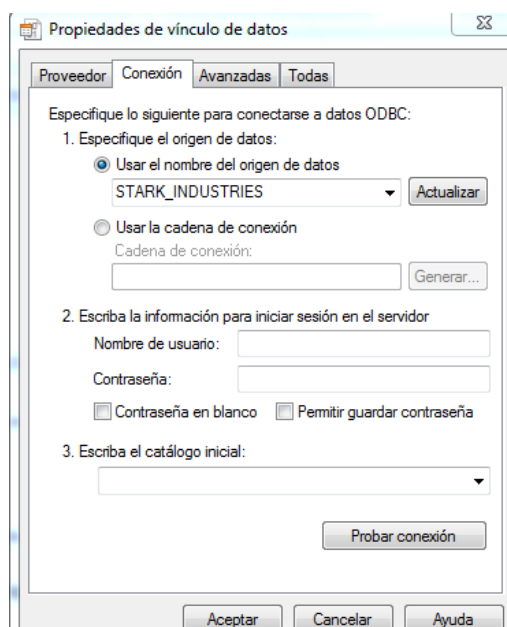 Propiedades de vínculo de datos
Proveedor Conexión Avanzadas Todas
Especifique lo siguiente para conectarse a datos ODBC:
1. Especifique el origen de datos:
Usar el nombre del origen de datos
STARK_INDUSTRIES Actualizar
Usar la cadena de conexión
Cadena de conexión:
Generar...
2. Escriba la información para iniciar sesión en el servidor
Nombre de usuario:
Contraseña:
Contraseña en blanco Permitir guardar contraseña
3. Escriba el catálogo inicial:
Probar conexión
Aceptar Cancelar Ayuda